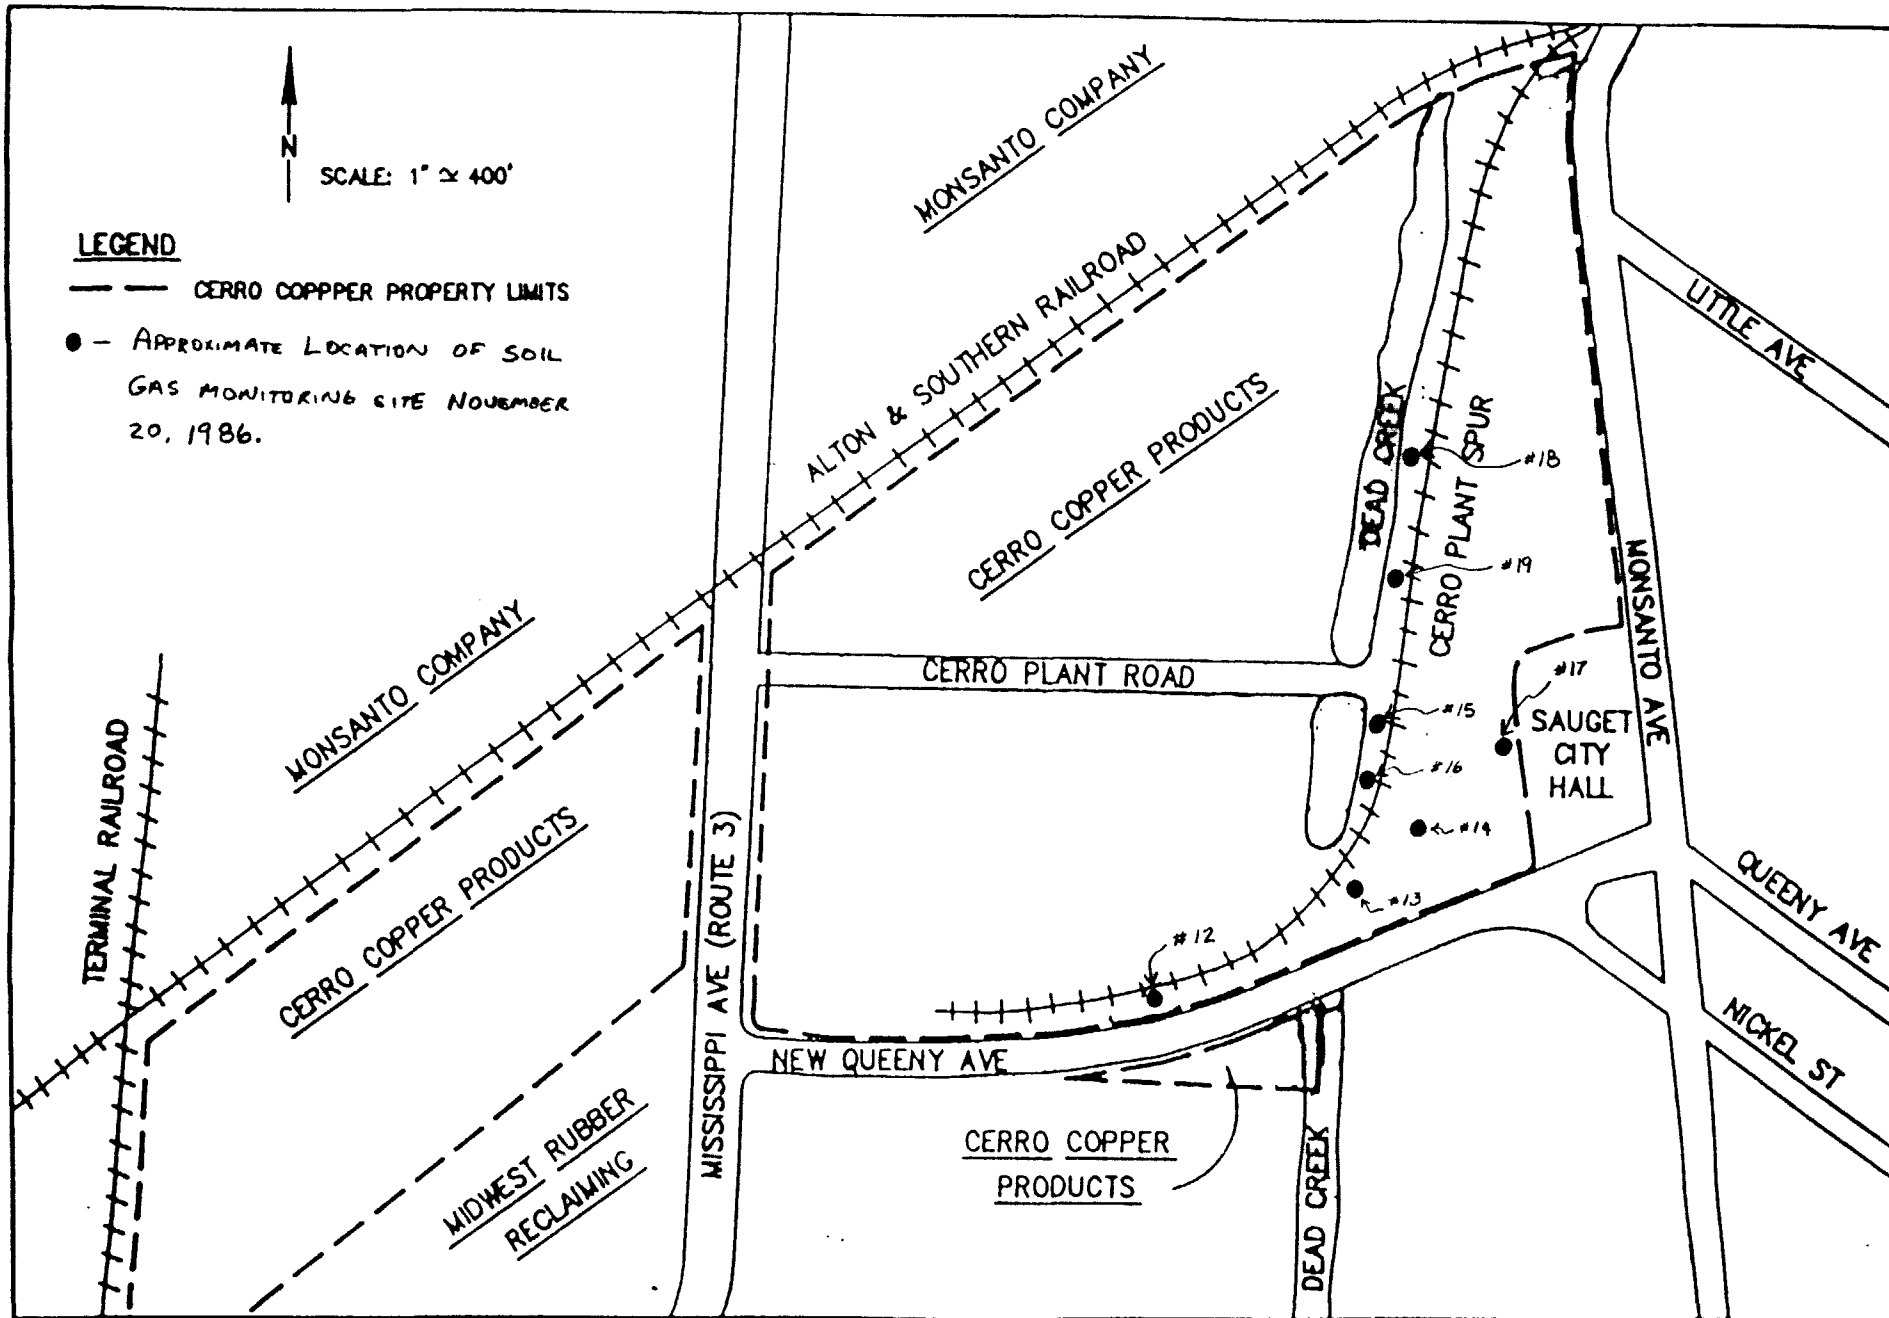 N
SCALE: 1" ≃ 400'
LEGEND
CERRO COPPPER PROPERTY LIMITS
- APPROXIMATE LOCATION OF SOIL
GAS MONITORING SITE NOVEMBER
20, 1986.
MONSANTO COMPANY
ALTON & SOUTHERN RAILROAD
CERRO COPPER PRODUCTS
DEAD CREEK
CERRO PLANT SPUR
#18
#19
LITTLE AVE
MONSANTO AVE
MONSANTO COMPANY
CERRO PLANT ROAD
#17
#15
SAUGET
CITY
HALL
#16
#14
#13
#12
TERMINAL RAILROAD
CERRO COPPER PRODUCTS
MISSISSIPPI AVE (ROUTE 3)
QUEENY AVE
NICKEL ST
NEW QUEENY AVE
MIDWEST RUBBER
RECLAIMING
CERRO COPPER
PRODUCTS
DEAD CREEK